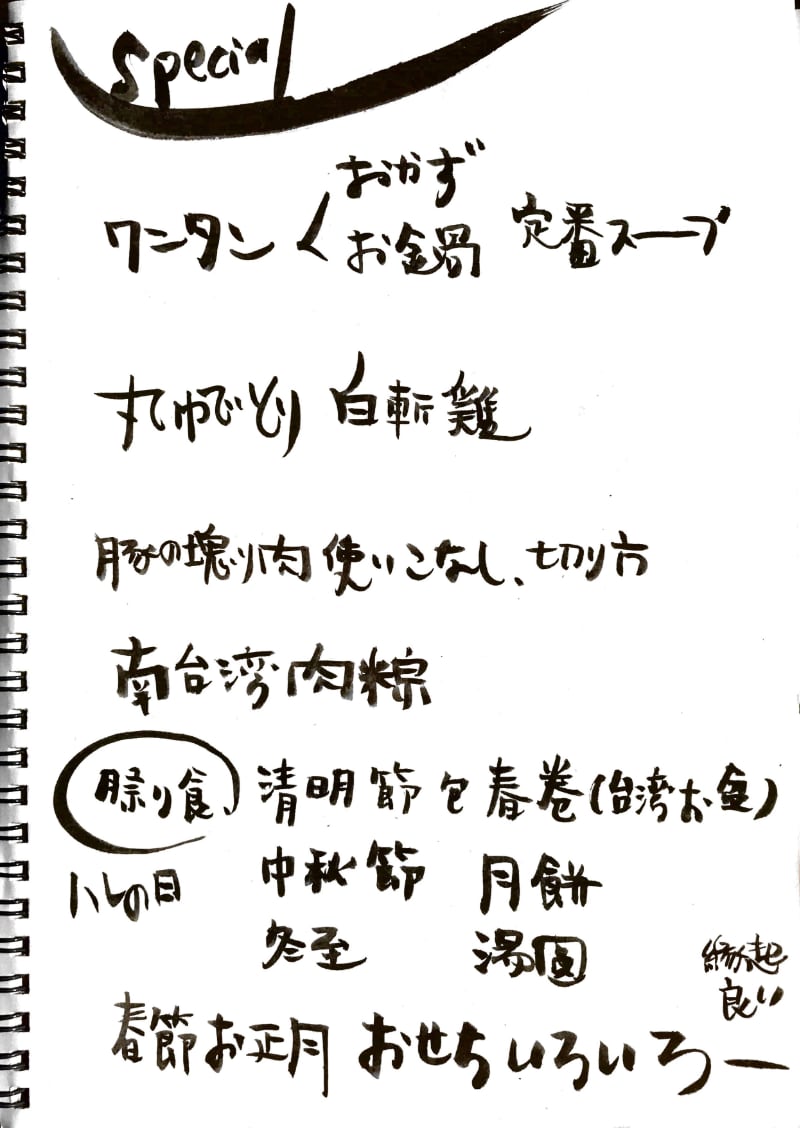 Special
ワンタン く おかず
お鍋 定番スープ
丸ゆでどり 白斬雞
豚の塊り肉 使いこなし、切り方
南台湾 肉粽
祭り食 清明節 包春巻(台湾お盆)
ハレの日 中秋節 月餅
冬至 湯圓
縁起
良い
春節お正月 おせちいろいろー